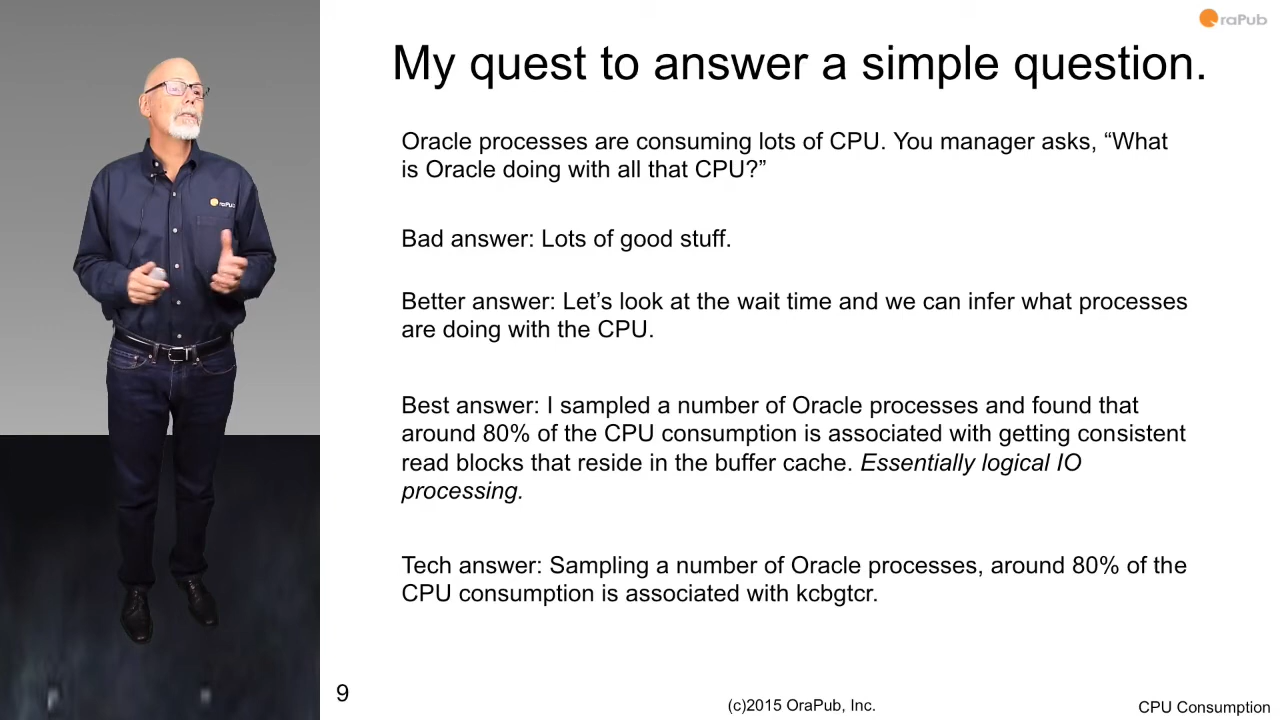 OraPub
My quest to answer a simple question.
Oracle processes are consuming lots of CPU. You manager asks, “What
is Oracle doing with all that CPU?”
Bad answer: Lots of good stuff.
Better answer: Let’s look at the wait time and we can infer what processes
are doing with the CPU.
Best answer: I sampled a number of Oracle processes and found that
around 80% of the CPU consumption is associated with getting consistent
read blocks that reside in the buffer cache. Essentially logical IO
processing.
Tech answer: Sampling a number of Oracle processes, around 80% of the
CPU consumption is associated with kcbgtcr.
OraPub
9
(c)2015 OraPub, Inc.
CPU Consumption